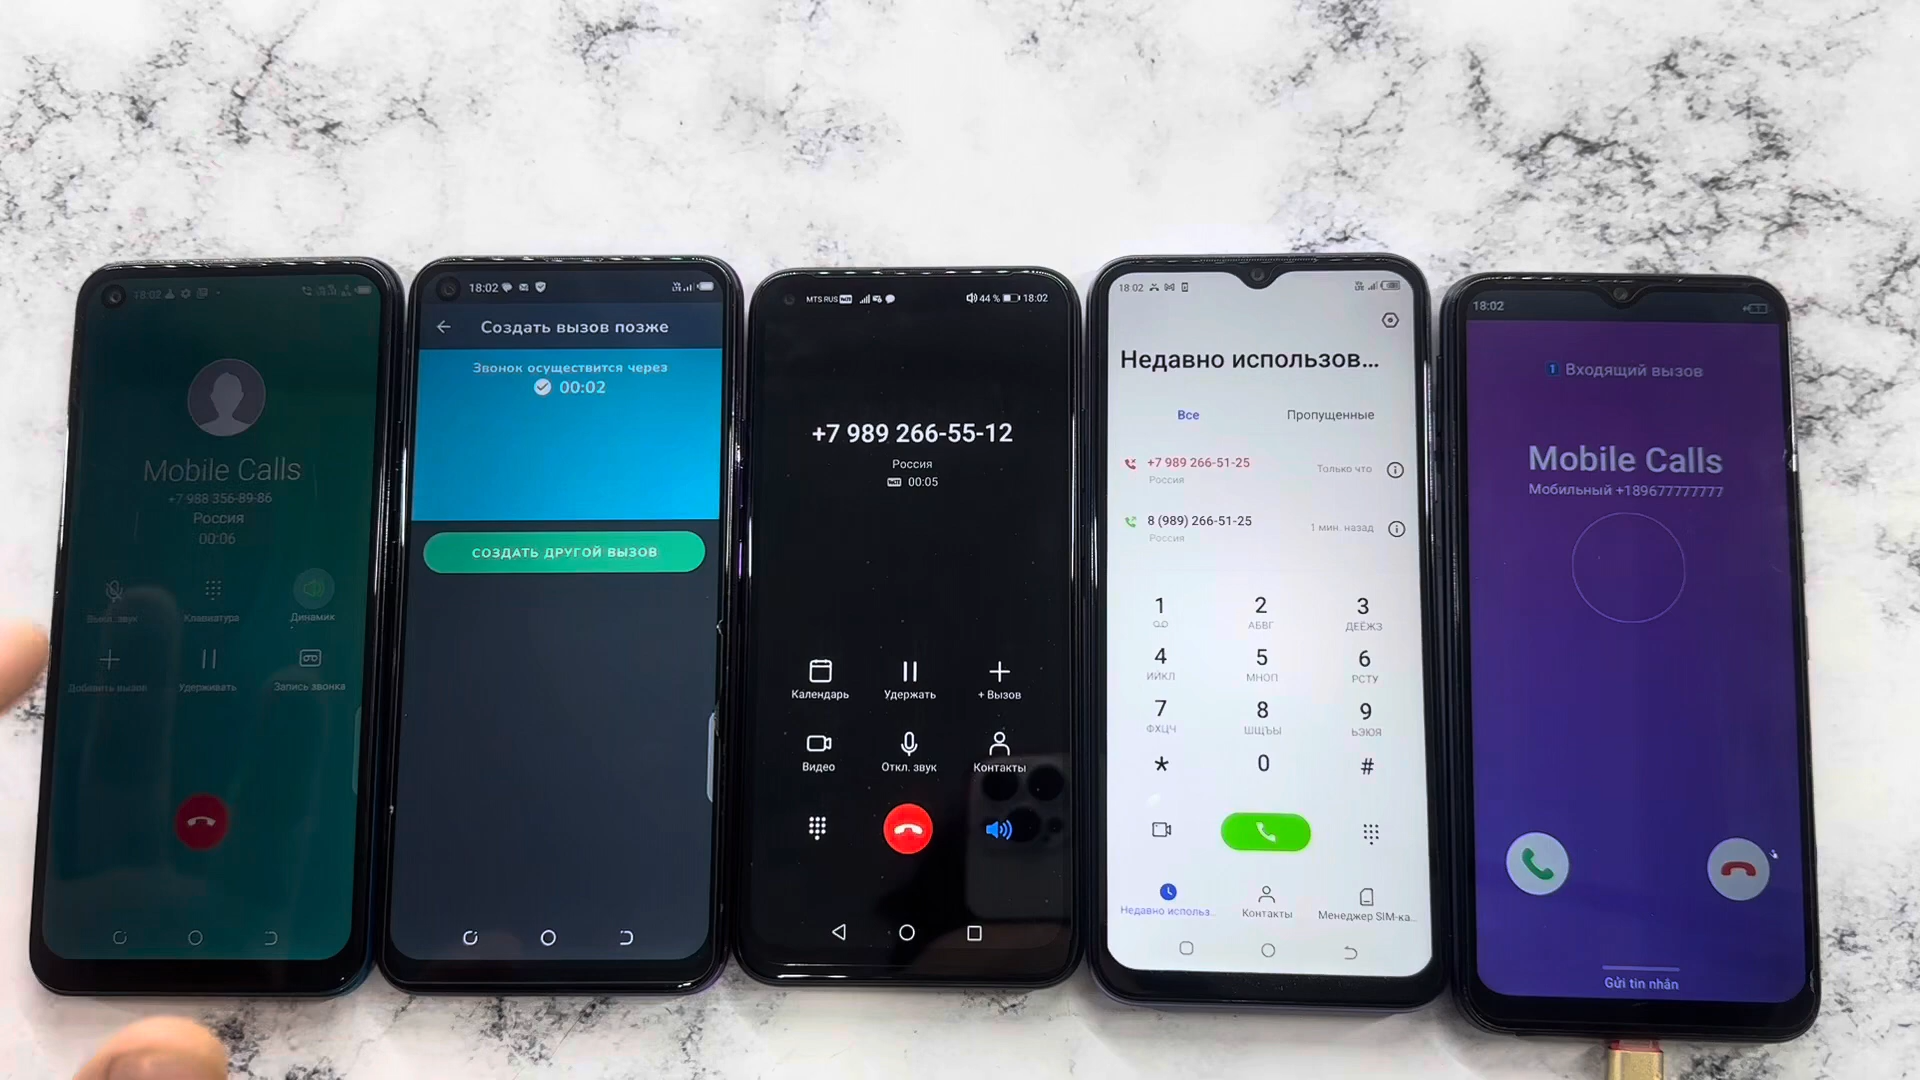 18:02
Mobile Calls
+7 988 356-89-86
Россия
00:06
Выкл. звук
Клавиатура
Динамик
Добавить вызов
Удерживать
Запись звонка
18:02
Создать вызов позже
Звонок осуществится через
00:02
СОЗДАТЬ ДРУГОЙ ВЫЗОВ
MTS RUS
44 %
18:02
+7 989 266-55-12
Россия
00:05
Календарь
Удержать
+ Вызов
Видео
Откл. звук
Контакты
18:02
Недавно использов...
Все
Пропущенные
+7 989 266-51-25
Россия
Только что
8 (989) 266-51-25
Россия
1 мин. назад
1
2
АБВГ
3
ДЕЁЖЗ
4
ИЙКЛ
5
МНОП
6
РСТУ
7
ФХЦЧ
8
ШЩЪЫ
9
ЬЭЮЯ
*
0
#
Недавно использ...
Контакты
Менеджер SIM-ка...
18:02
1 Входящий вызов
Mobile Calls
Мобильный +189677777777
Gửi tin nhắn